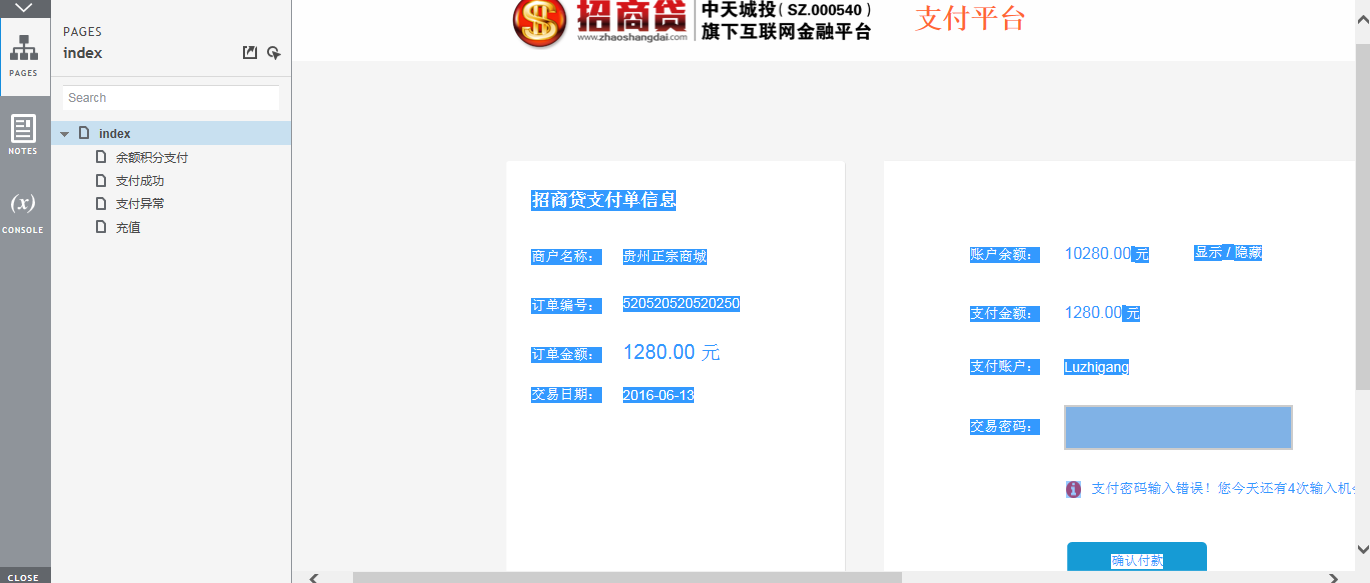 PAGES
index
PAGES
Search
index
余额积分支付
支付成功
支付异常
充值
NOTES
(x)
CONSOLE
CLOSE
招商贷
www.zhaoshangdai.com
中天城投(SZ.000540)
旗下互联网金融平台
支付平台
招商贷支付单信息
商户名称：
贵州正宗商城
订单编号：
520520520520250
订单金额：
1280.00 元
交易日期：
2016-06-13
账户余额：
10280.00 元
显示 / 隐藏
支付金额：
1280.00 元
支付账户：
Luzhigang
交易密码：
支付密码输入错误！您今天还有4次输入机
确认付款